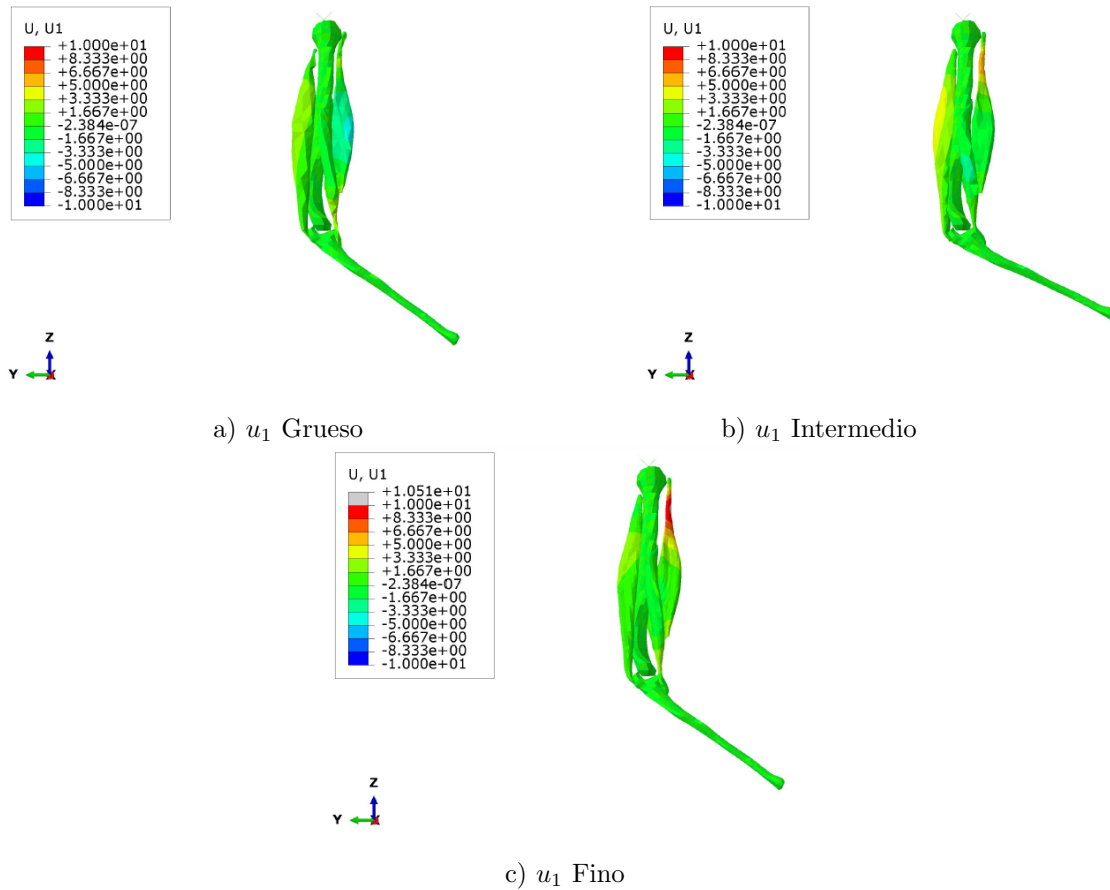 U, U1
+1.000e+01
+8.333e+00
+6.667e+00
+5.000e+00
+3.333e+00
+1.667e+00
-2.384e-07
-1.667e+00
-3.333e+00
-5.000e+00
-6.667e+00
-8.333e+00
-1.000e+01
Z
Y
X
a) u₁ Grueso
U, U1
+1.000e+01
+8.333e+00
+6.667e+00
+5.000e+00
+3.333e+00
+1.667e+00
-2.384e-07
-1.667e+00
-3.333e+00
-5.000e+00
-6.667e+00
-8.333e+00
-1.000e+01
Z
Y
X
b) u₁ Intermedio
U, U1
+1.051e+01
+1.000e+01
+8.333e+00
+6.667e+00
+5.000e+00
+3.333e+00
+1.667e+00
-2.384e-07
-1.667e+00
-3.333e+00
-5.000e+00
-6.667e+00
-8.333e+00
-1.000e+01
Z
Y
X
c) u₁ Fino